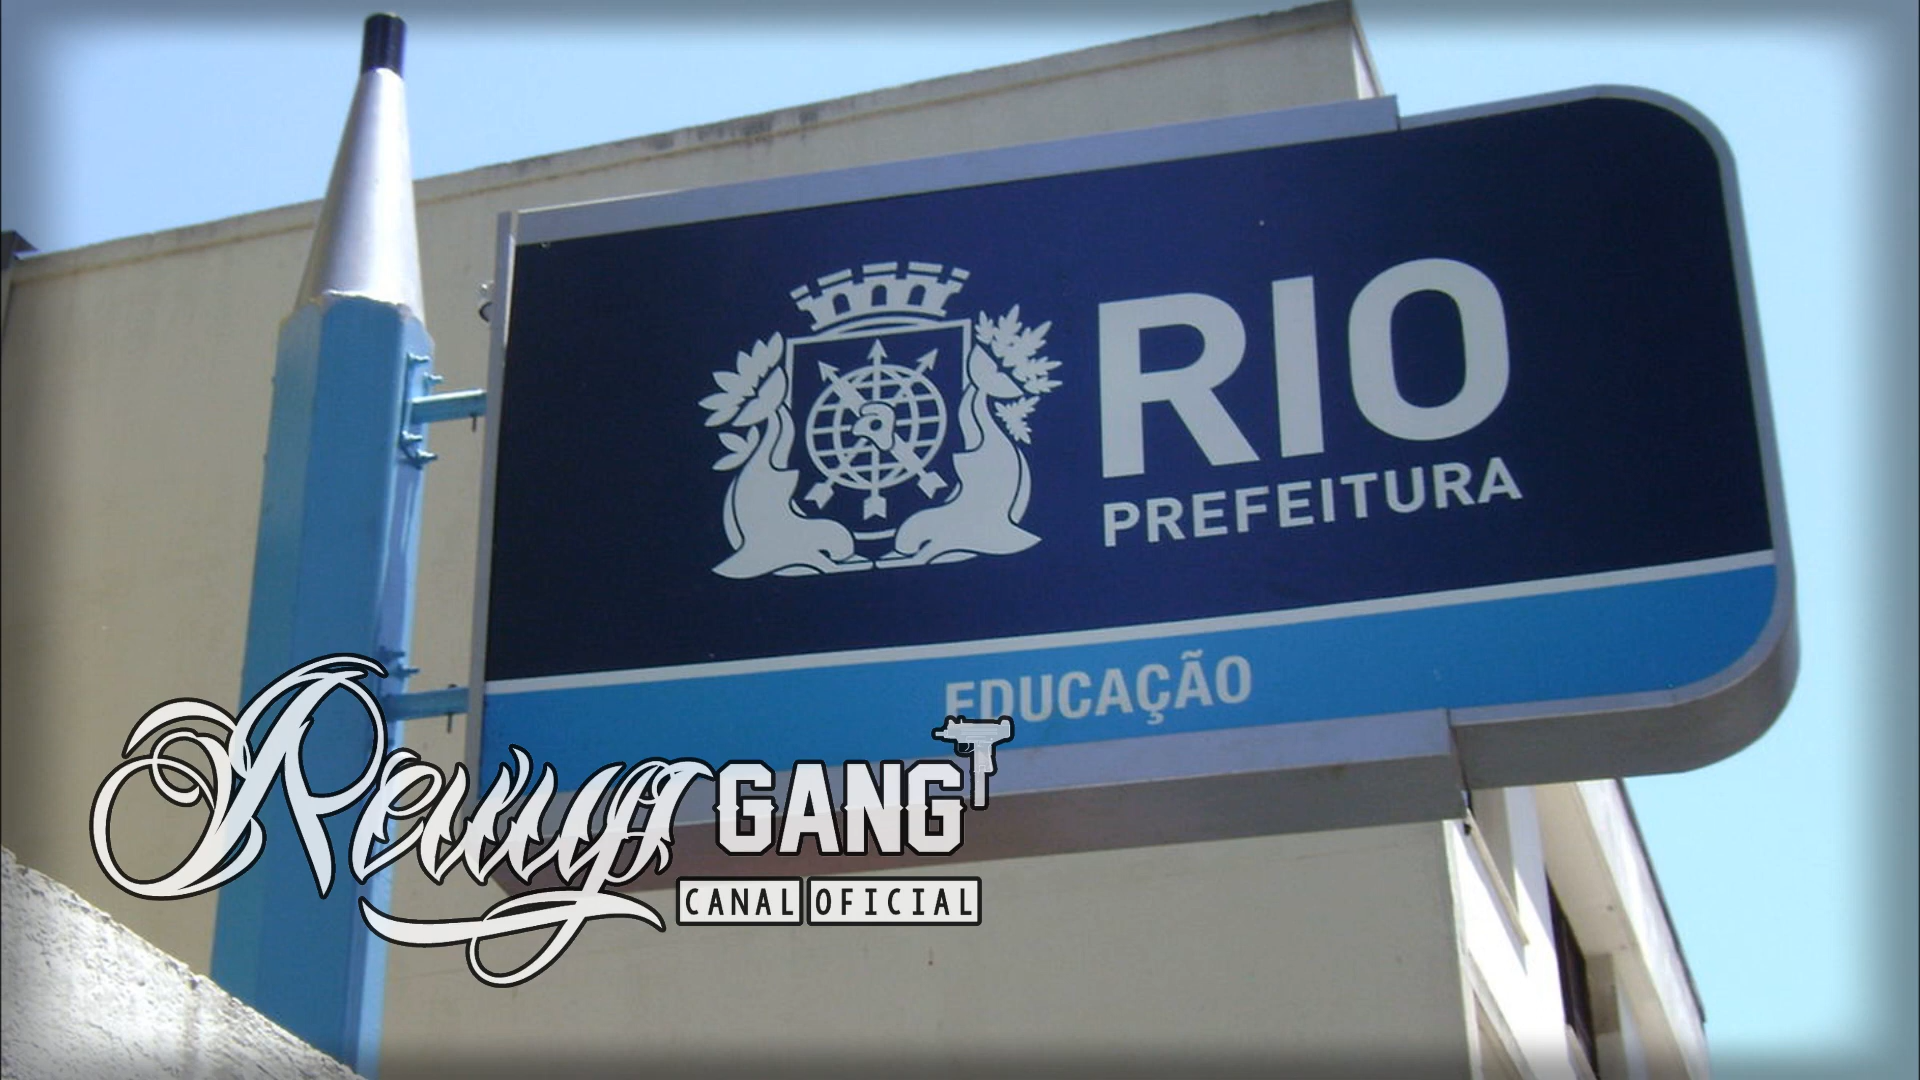 RIO
PREFEITURA
EDUCAÇÃO
GANG
CANAL OFICIAL